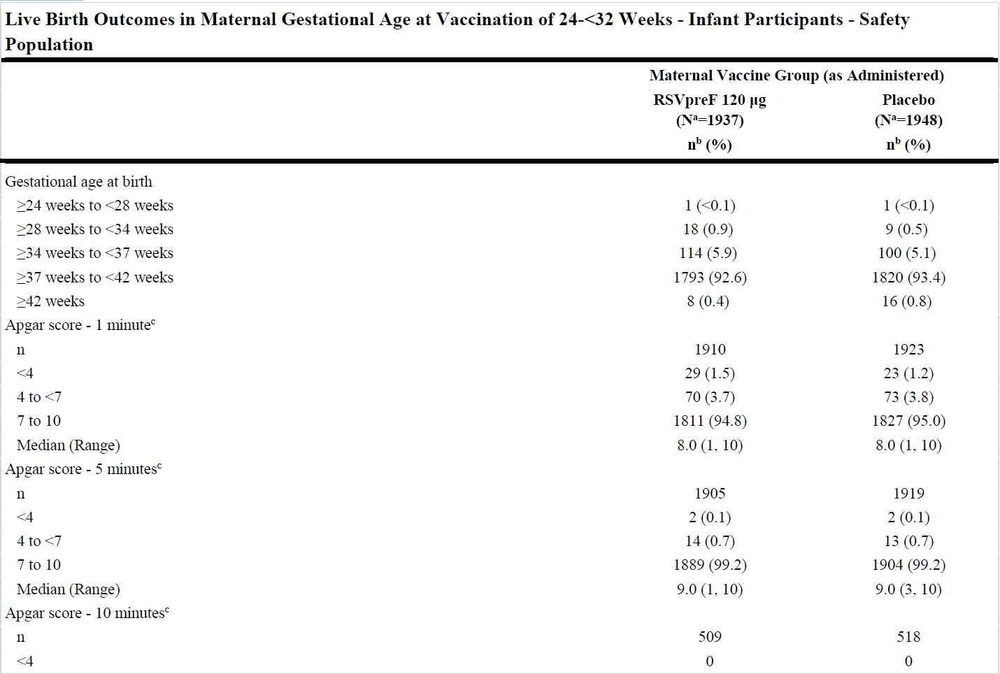 Live Birth Outcomes in Maternal Gestational Age at Vaccination of 24-<32 Weeks - Infant Participants - Safety
Population
Maternal Vaccine Group (as Administered)
RSVpreF 120 μg Placebo
(Nᵃ=1937) (Nᵃ=1948)
nᵇ (%) nᵇ (%)
Gestational age at birth
≥24 weeks to <28 weeks 1 (<0.1) 1 (<0.1)
≥28 weeks to <34 weeks 18 (0.9) 9 (0.5)
≥34 weeks to <37 weeks 114 (5.9) 100 (5.1)
≥37 weeks to <42 weeks 1793 (92.6) 1820 (93.4)
≥42 weeks 8 (0.4) 16 (0.8)
Apgar score - 1 minuteᶜ
n 1910 1923
<4 29 (1.5) 23 (1.2)
4 to <7 70 (3.7) 73 (3.8)
7 to 10 1811 (94.8) 1827 (95.0)
Median (Range) 8.0 (1, 10) 8.0 (1, 10)
Apgar score - 5 minutesᶜ
n 1905 1919
<4 2 (0.1) 2 (0.1)
4 to <7 14 (0.7) 13 (0.7)
7 to 10 1889 (99.2) 1904 (99.2)
Median (Range) 9.0 (1, 10) 9.0 (3, 10)
Apgar score - 10 minutesᶜ
n 509 518
<4 0 0